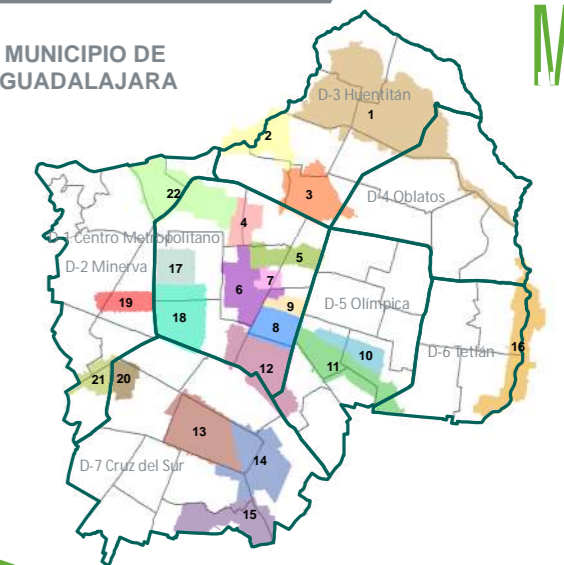 MUNICIPIO DE
GUADALAJARA
M
D-3 Huentitán
1
2
3
D-4 Oblatos
22
4
D-1 Centro Metropolitano
5
D-2 Minerva
17
6
7
19
18
9
8
D-5 Olímpica
10
11
D-6 Tetlán
16
12
21
20
13
14
D-7 Cruz del Sur
15